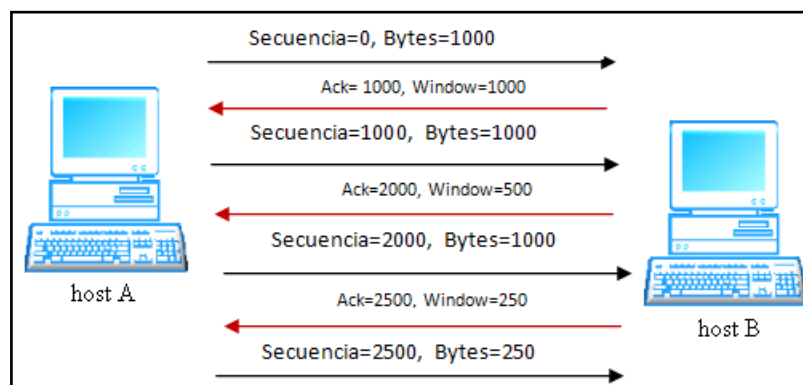 Secuencia=0, Bytes=1000
Ack= 1000, Window=1000
Secuencia=1000, Bytes=1000
Ack=2000, Window=500
Secuencia=2000, Bytes=1000
host A
Ack=2500, Window=250
host B
Secuencia=2500, Bytes=250